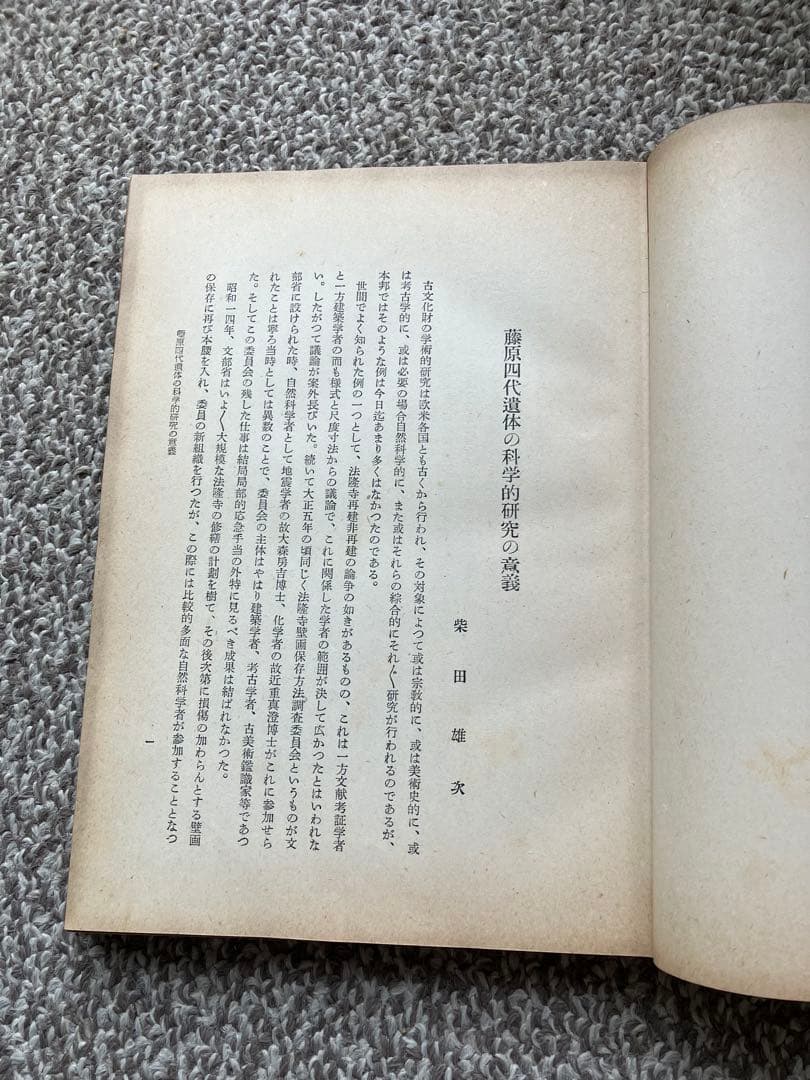 藤原四代遺体の科学的研究の意義
柴田雄次
古文化財の学術的研究は欧米各国とも古くから行われ、その対象によつて或は宗教的に、或は美術史的に、或
は考古学的に、或は必要の場合自然科学的に、また或はそれらの綜合的にそれ〲研究が行われるのであるが、
本邦ではそのような例は今日迄あまり多くはなかつたのである。
世間でよく知られた例の一つとして、法隆寺再建非再建の論争の如きがあるものの、これは一方文献考証学者
と一方建築学者の而も様式と尺度寸法からの議論で、これに関係した学者の範囲が決して広かつたとはいわれな
い。したがつて議論が案外長びいた。続いて大正五年の頃同じく法隆寺壁画保存方法調査委員会というものが文
部省に設けられた時、自然科学者として地震学者の故大森房吉博士、化学者の故近重真澄博士がこれに参加せら
れたことは寧ろ当時としては異数のことで、委員会の主体はやはり建築学者、考古学者、古美術鑑識家等であつ
た。そしてこの委員会の残した仕事は結局局部的応急手当の外特に見るべき成果は結ばれなかつた。
昭和一四年、文部省はいよ〱大規模な法隆寺の修繕の計劃を樹て、その後次第に損傷の加わらんとする壁画
の保存に再び本腰を入れ、委員の新組織を行つたが、この際には比較的多面な自然科学者が参加することとなつ
藤原四代遺体の科学的研究の意義
一